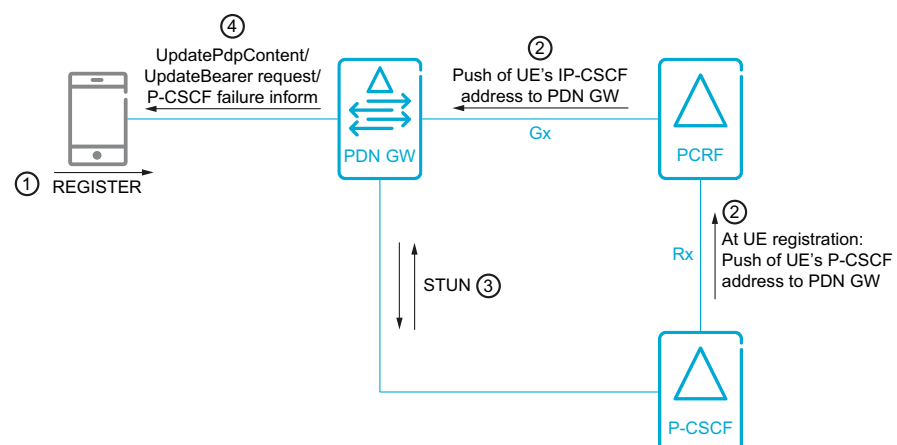 ④
UpdatePdpContent/
UpdateBearer request/
P-CSCF failure inform
②
Push of UE's IP-CSCF
address to PDN GW
Gx
PDN GW
PCRF
① REGISTER
②
At UE registration:
Push of UE's P-CSCF
address to PDN GW
Rx
STUN ③
P-CSCF